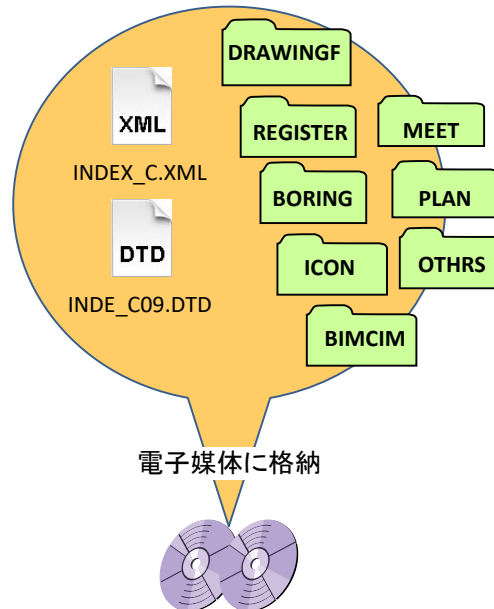 DRAWINGF
XML
REGISTER
MEET
INDEX_C.XML
BORING
PLAN
DTD
ICON
OTHRS
INDE_C09.DTD
BIMCIM
電子媒体に格納